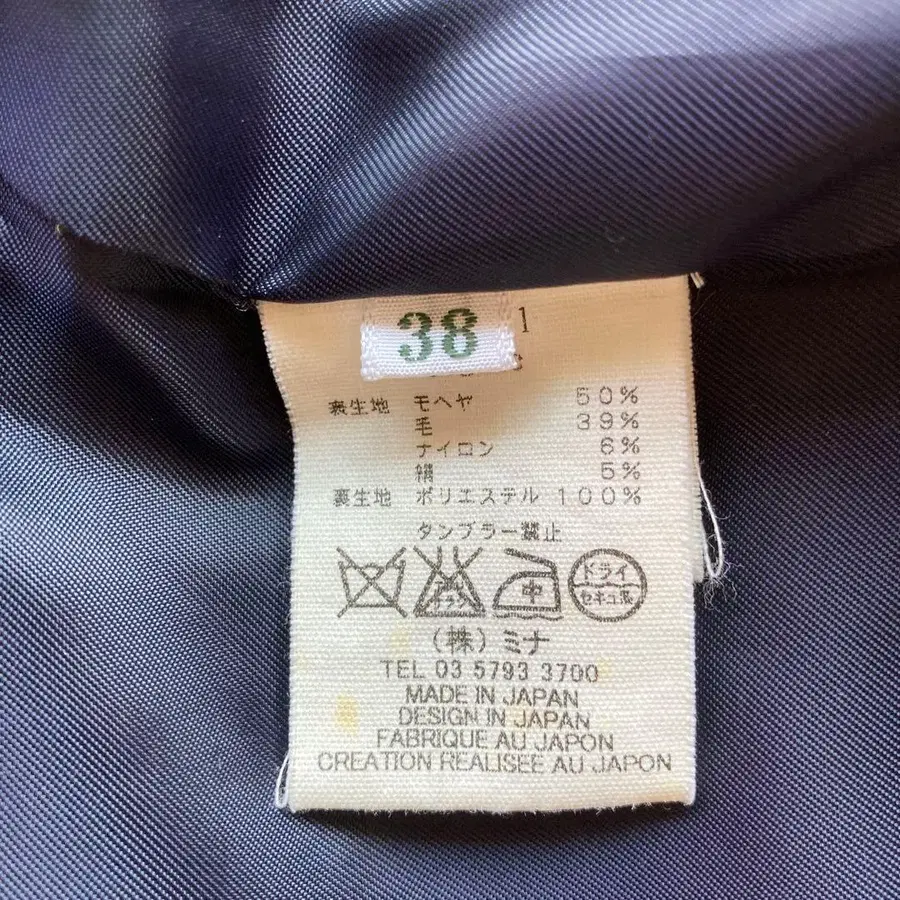 38
1
表生地 モヘヤ 50%
毛 39%
ナイロン 6%
絹 5%
裏生地 ポリエステル 100%
タンブラー禁止
中
ドライ
セキユ系
(株)ミナ
TEL 03 5793 3700
MADE IN JAPAN
DESIGN IN JAPAN
FABRIQUE AU JAPON
CREATION REALISEE AU JAPON